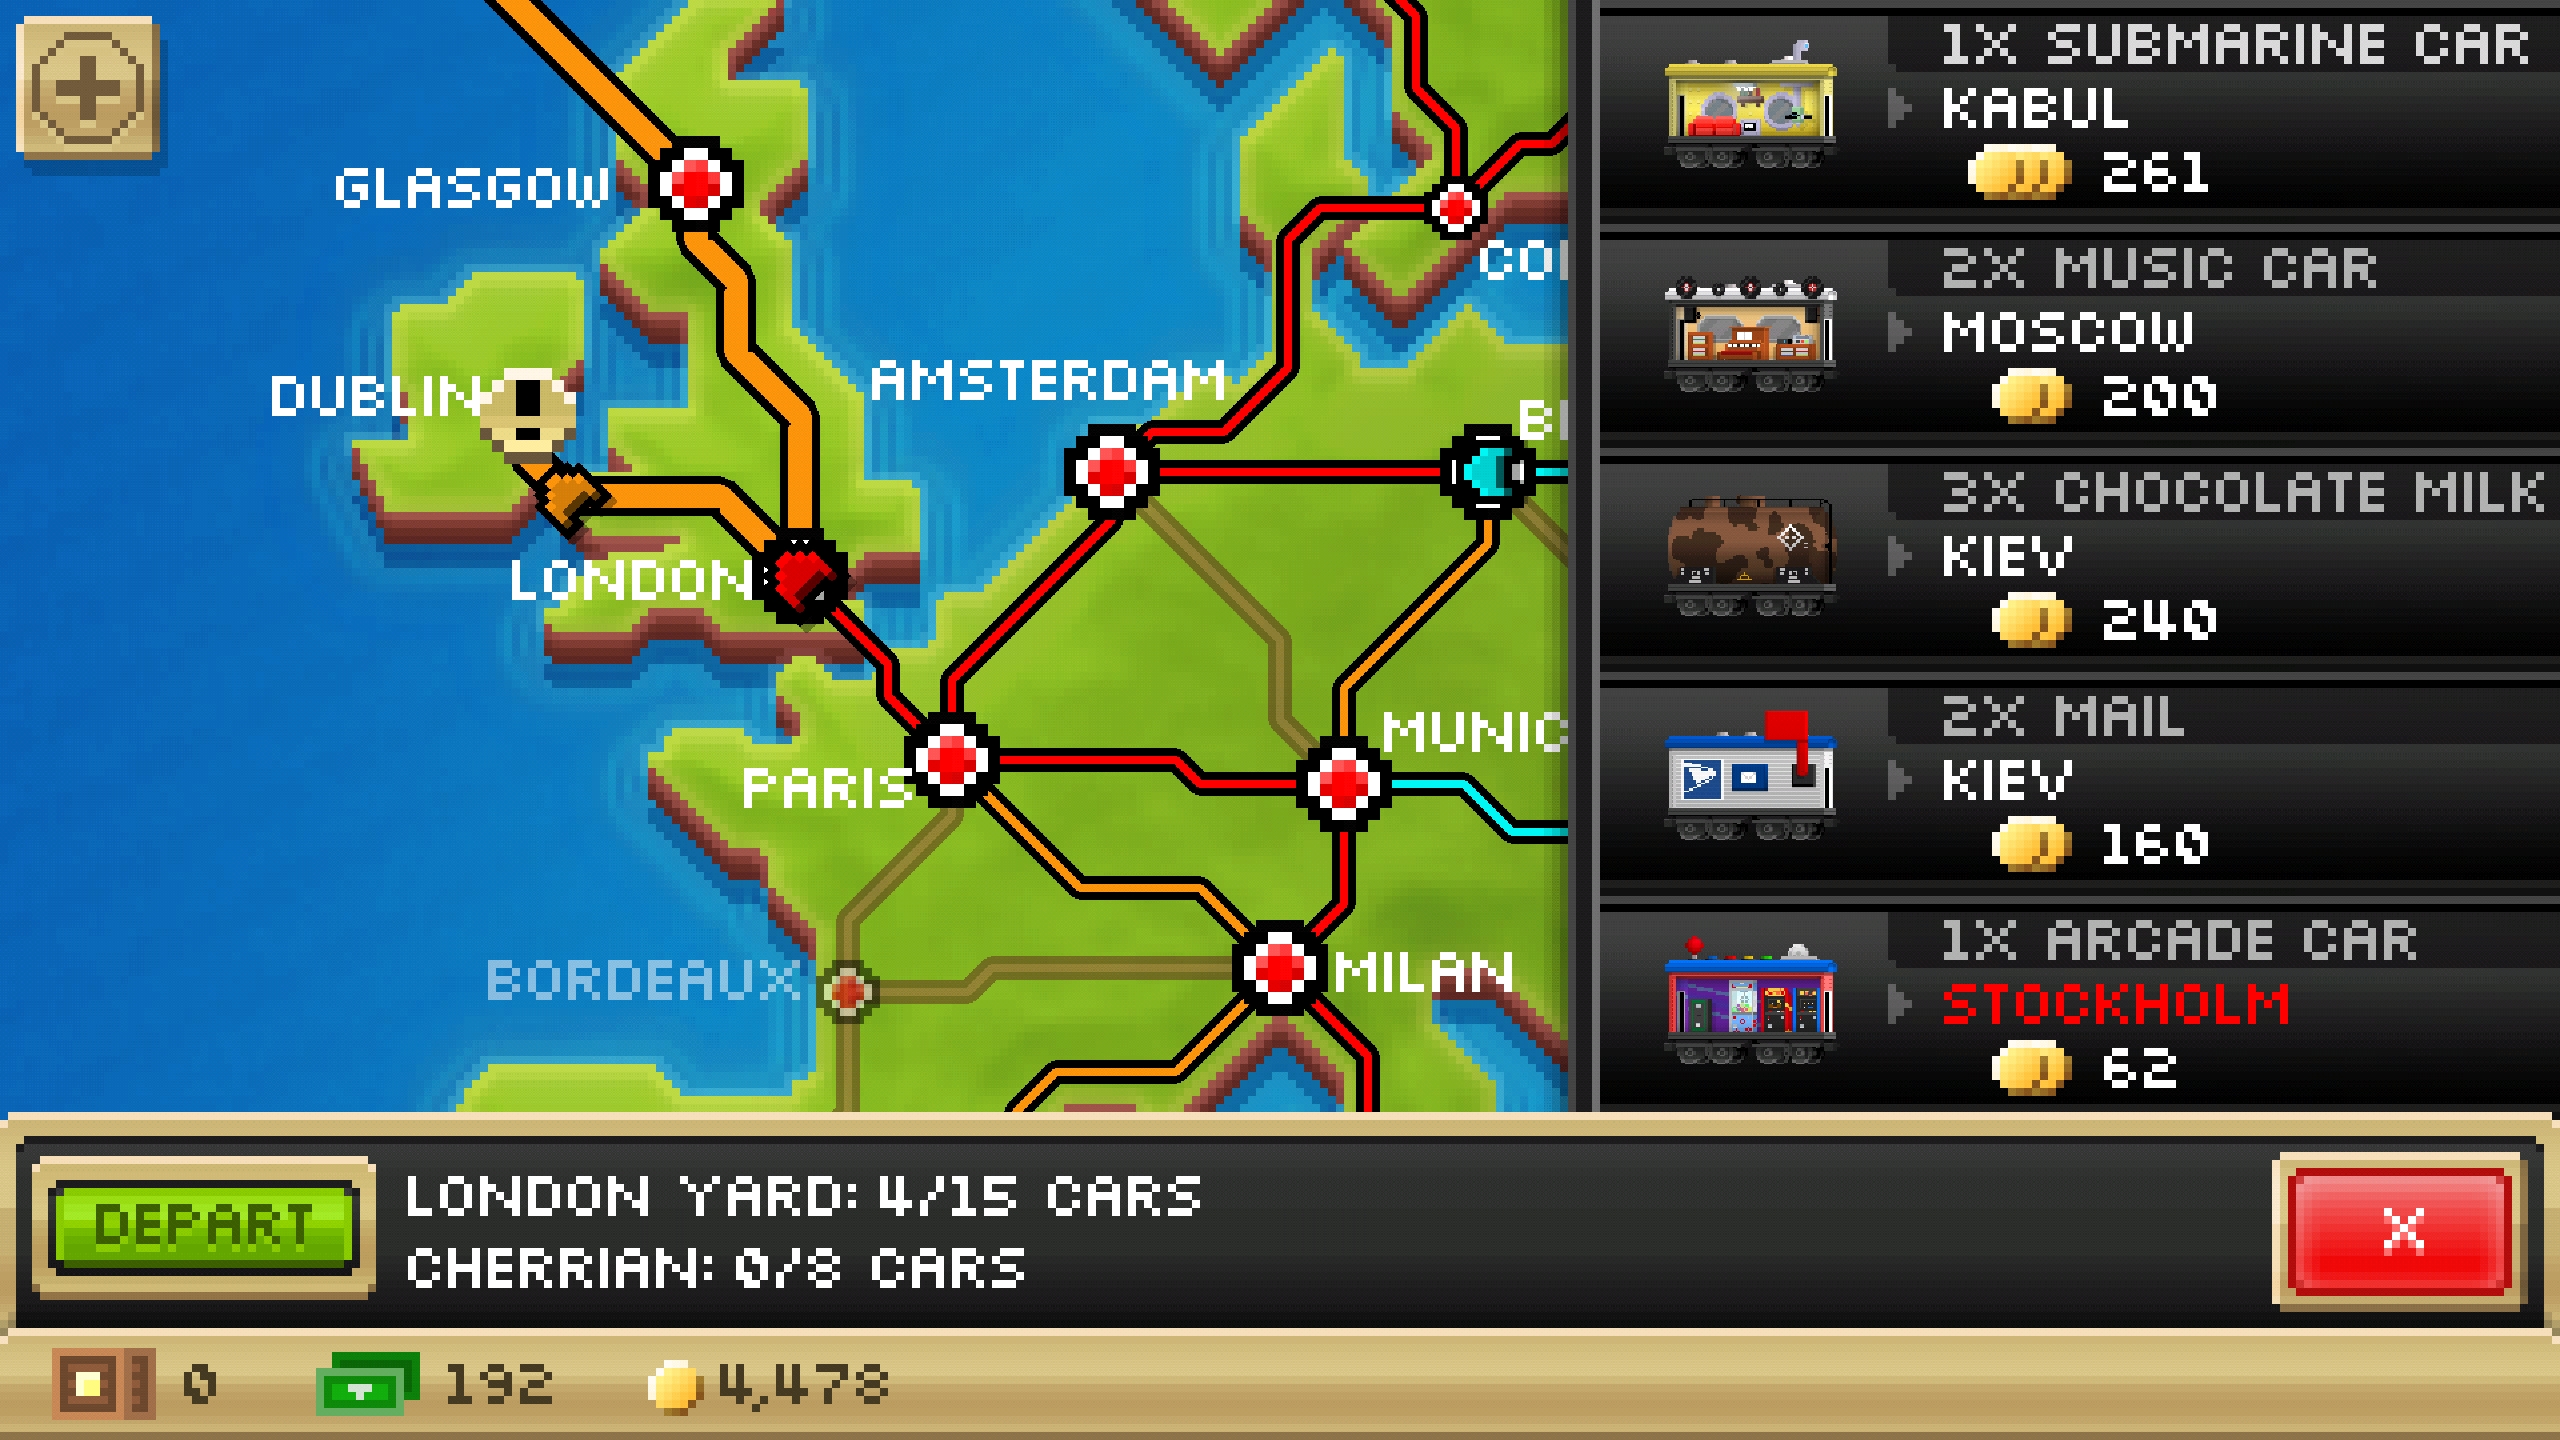 GLASGOW
DUBLIN
AMSTERDAM
LONDON
PARIS
BORDEAUX
MILAN
1X SUBMARINE CAR
KABUL
261
2X MUSIC CAR
MOSCOW
200
3X CHOCOLATE MILK
KIEV
240
2X MAIL
KIEV
160
1X ARCADE CAR
STOCKHOLM
62
DEPART
LONDON YARD: 4/15 CARS
CHERRIAN: 0/8 CARS
X
0
192
4,478